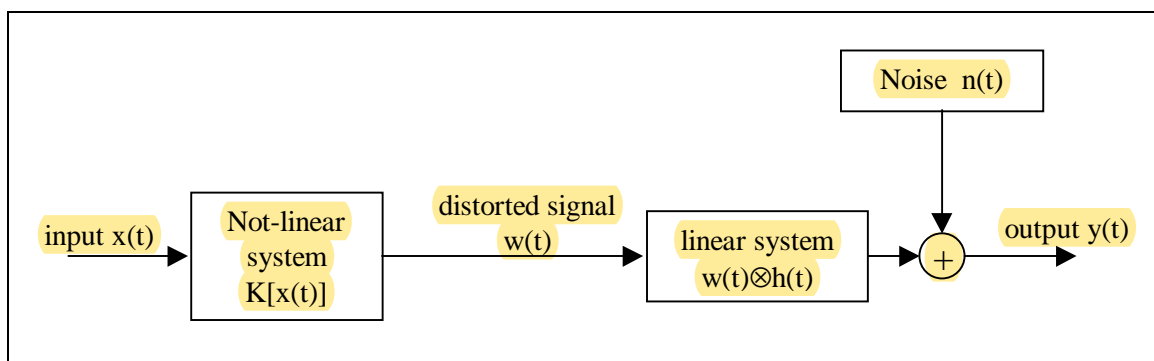 Noise n(t)
input x(t)
Not-linear
system
K[x(t)]
distorted signal
w(t)
linear system
w(t)⊗h(t)
+
output y(t)